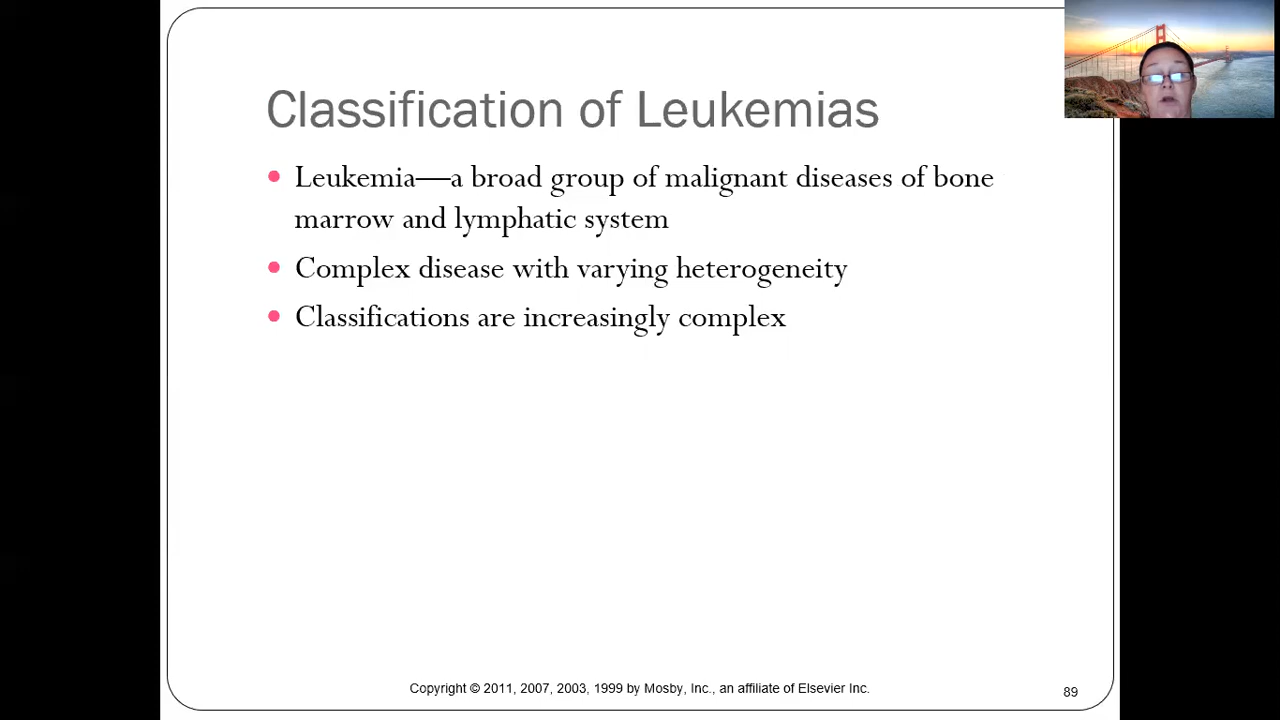 Classification of Leukemias
• Leukemia—a broad group of malignant diseases of bone
marrow and lymphatic system
• Complex disease with varying heterogeneity
• Classifications are increasingly complex
Copyright © 2011, 2007, 2003, 1999 by Mosby, Inc., an affiliate of Elsevier Inc.
89